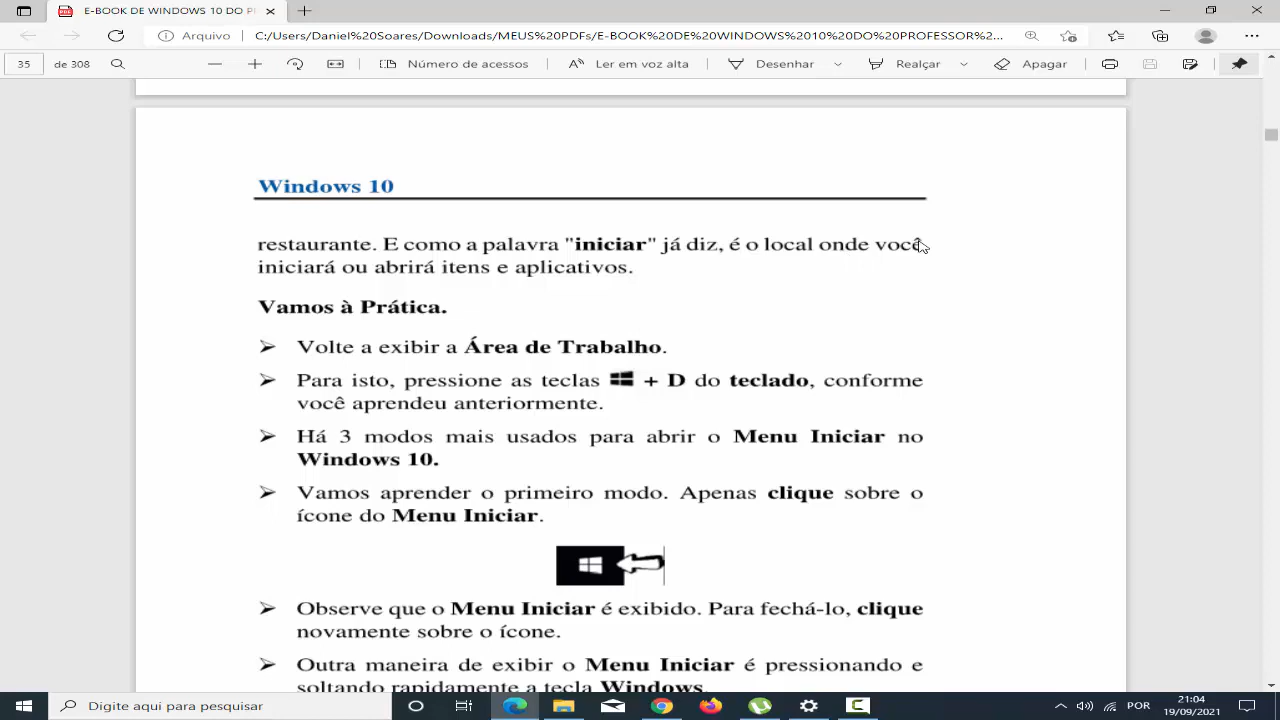 E-BOOK DE WINDOWS 10 DO PI
Arquivo C:/Users/Daniel%20Soares/Downloads/MEUS%20PDFs/E-BOOK%20DE%20WINDOWS%2010%20DO%20PROFESSOR%2...
35 de 308 Número de acessos Ler em voz alta Desenhar Realçar Apagar
Windows 10
restaurante. E como a palavra "iniciar" já diz, é o local onde você
iniciará ou abrirá itens e aplicativos.
Vamos à Prática.
➢ Volte a exibir a Área de Trabalho.
➢ Para isto, pressione as teclas + D do teclado, conforme
você aprendeu anteriormente.
➢ Há 3 modos mais usados para abrir o Menu Iniciar no
Windows 10.
➢ Vamos aprender o primeiro modo. Apenas clique sobre o
ícone do Menu Iniciar.
➢ Observe que o Menu Iniciar é exibido. Para fechá-lo, clique
novamente sobre o ícone.
➢ Outra maneira de exibir o Menu Iniciar é pressionando e
soltando rapidamente a tecla Windows.
Digite aqui para pesquisar
POR
21:04
19/09/2021